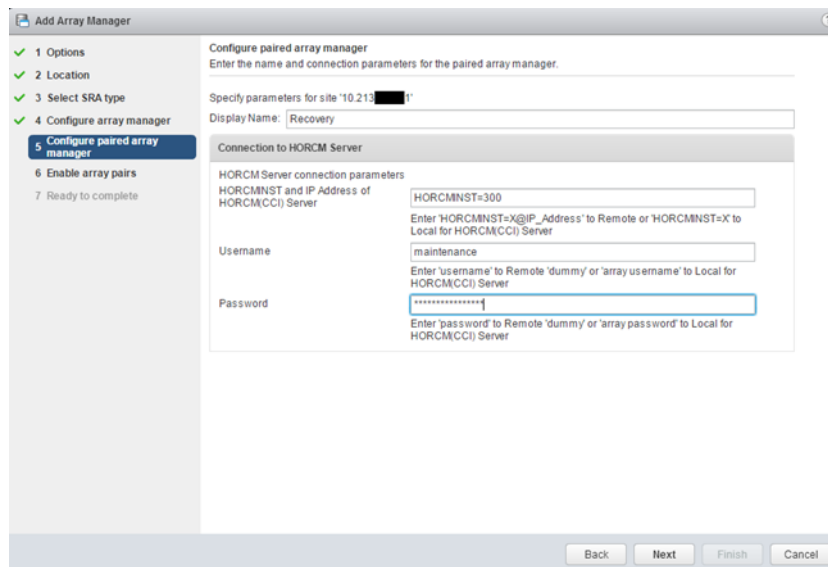 Add Array Manager
1 Options
2 Location
3 Select SRA type
4 Configure array manager
5 Configure paired array
manager
6 Enable array pairs
7 Ready to complete
Configure paired array manager
Enter the name and connection parameters for the paired array manager.
Specify parameters for site '10.213 1'
Display Name: Recovery
Connection to HORCM Server
HORCM Server connection parameters
HORCMINST and IP Address of
HORCM(CCI) Server
HORCMINST=300
Enter 'HORCMINST=X@IP_Address' to Remote or 'HORCMINST=X' to
Local for HORCM(CCI) Server
Username
maintenance
Enter 'username' to Remote 'dummy' or 'array username' to Local for
HORCM(CCI) Server
Password
****************
Enter 'password' to Remote 'dummy' or 'array password' to Local for
HORCM(CCI) Server
Back
Next
Finish
Cancel